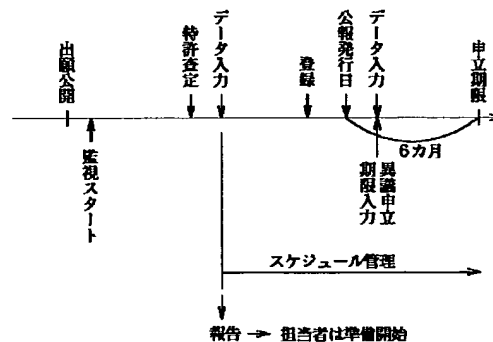 出願公開
監視スタート
特許査定
データ入力
登録
公報発行日
データ入力
異議申立
期限入力
6カ月
申立期限
スケジュール管理
報告 → 担当者は準備開始